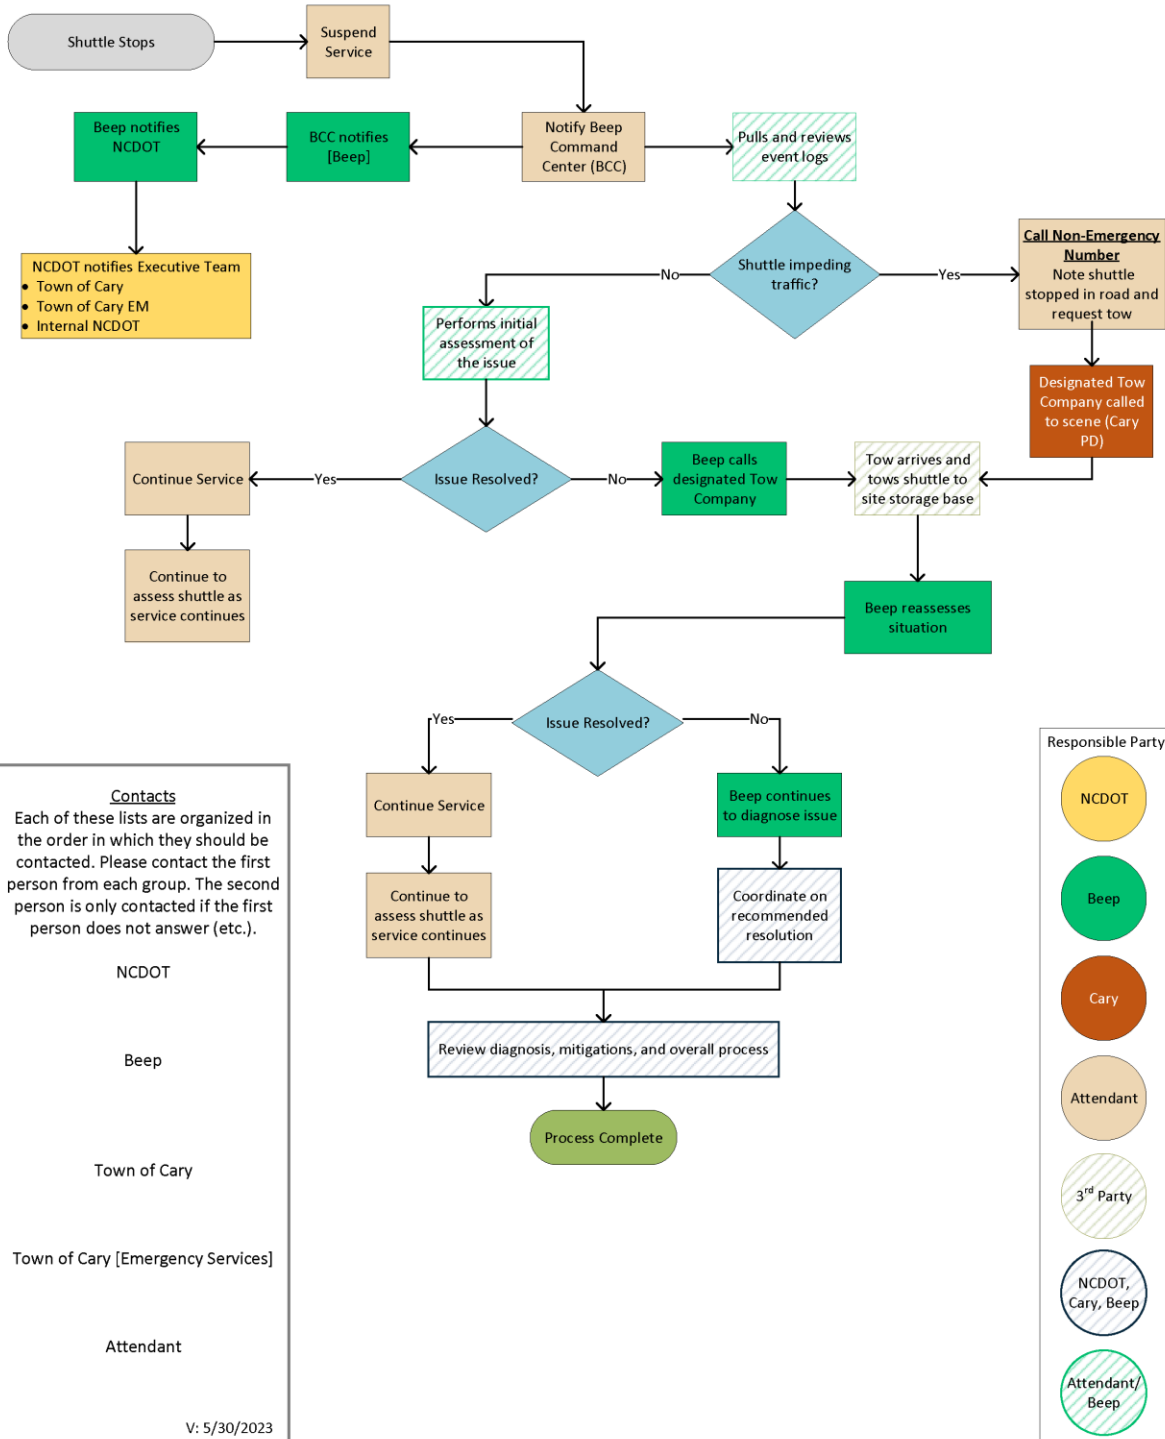 Shuttle Stops
Suspend
Service
Beep notifies
NCDOT
BCC notifies
[Beep]
Notify Beep
Command
Center (BCC)
Pulls and reviews
event logs
NCDOT notifies Executive Team
• Town of Cary
• Town of Cary EM
• Internal NCDOT
No
Shuttle impeding
traffic?
Yes
Call Non-Emergency
Number
Note shuttle
stopped in road and
request tow
Performs initial
assessment of
the issue
Designated Tow
Company called
to scene (Cary
PD)
Continue Service
Yes
Issue Resolved?
No
Beep calls
designated Tow
Company
Tow arrives and
tows shuttle to
site storage base
Continue to
assess shuttle as
service continues
Beep reassesses
situation
Yes
Issue Resolved?
No
Continue Service
Beep continues
to diagnose issue
Continue to
assess shuttle as
service continues
Coordinate on
recommended
resolution
Review diagnosis, mitigations, and overall process
Process Complete
Contacts
Each of these lists are organized in
the order in which they should be
contacted. Please contact the first
person from each group. The second
person is only contacted if the first
person does not answer (etc.).
NCDOT
Beep
Town of Cary
Town of Cary [Emergency Services]
Attendant
V: 5/30/2023
Responsible Party
NCDOT
Beep
Cary
Attendant
3rd Party
NCDOT,
Cary, Beep
Attendant/
Beep